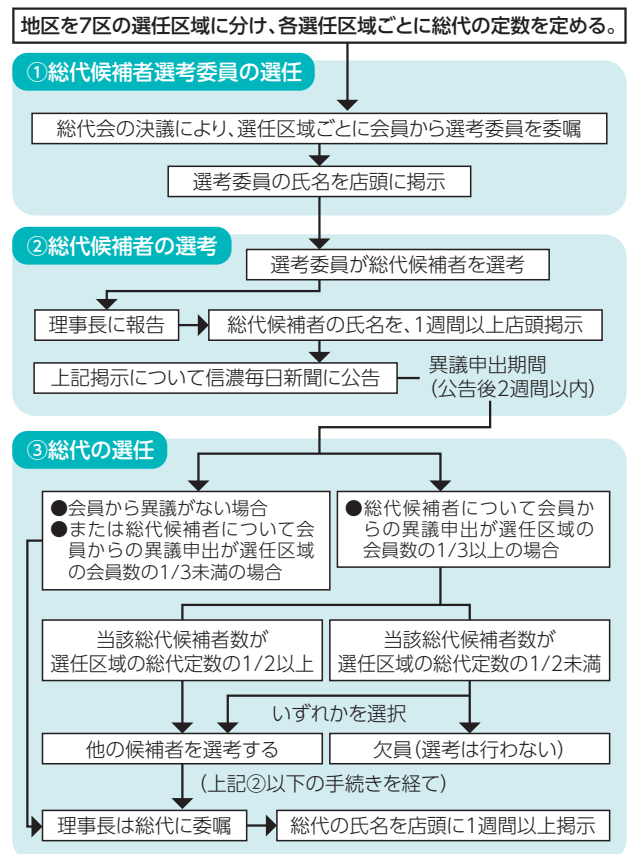 地区を7区の選任区域に分け、各選任区域ごとに総代の定数を定める。
①総代候補者選考委員の選任
総代会の決議により、選任区域ごとに会員から選考委員を委嘱
選考委員の氏名を店頭に掲示
②総代候補者の選考
選考委員が総代候補者を選考
理事長に報告
総代候補者の氏名を、1週間以上店頭掲示
上記掲示について信濃毎日新聞に公告
異議申出期間
(公告後2週間以内)
③総代の選任
●会員から異議がない場合
●または総代候補者について会
員からの異議申出が選任区域
の会員数の1/3未満の場合
●総代候補者について会員か
らの異議申出が選任区域の
会員数の1/3以上の場合
当該総代候補者数が
選任区域の総代定数の1/2以上
当該総代候補者数が
選任区域の総代定数の1/2未満
いずれかを選択
他の候補者を選考する
欠員(選考は行わない)
(上記②以下の手続きを経て)
理事長は総代に委嘱
総代の氏名を店頭に1週間以上掲示